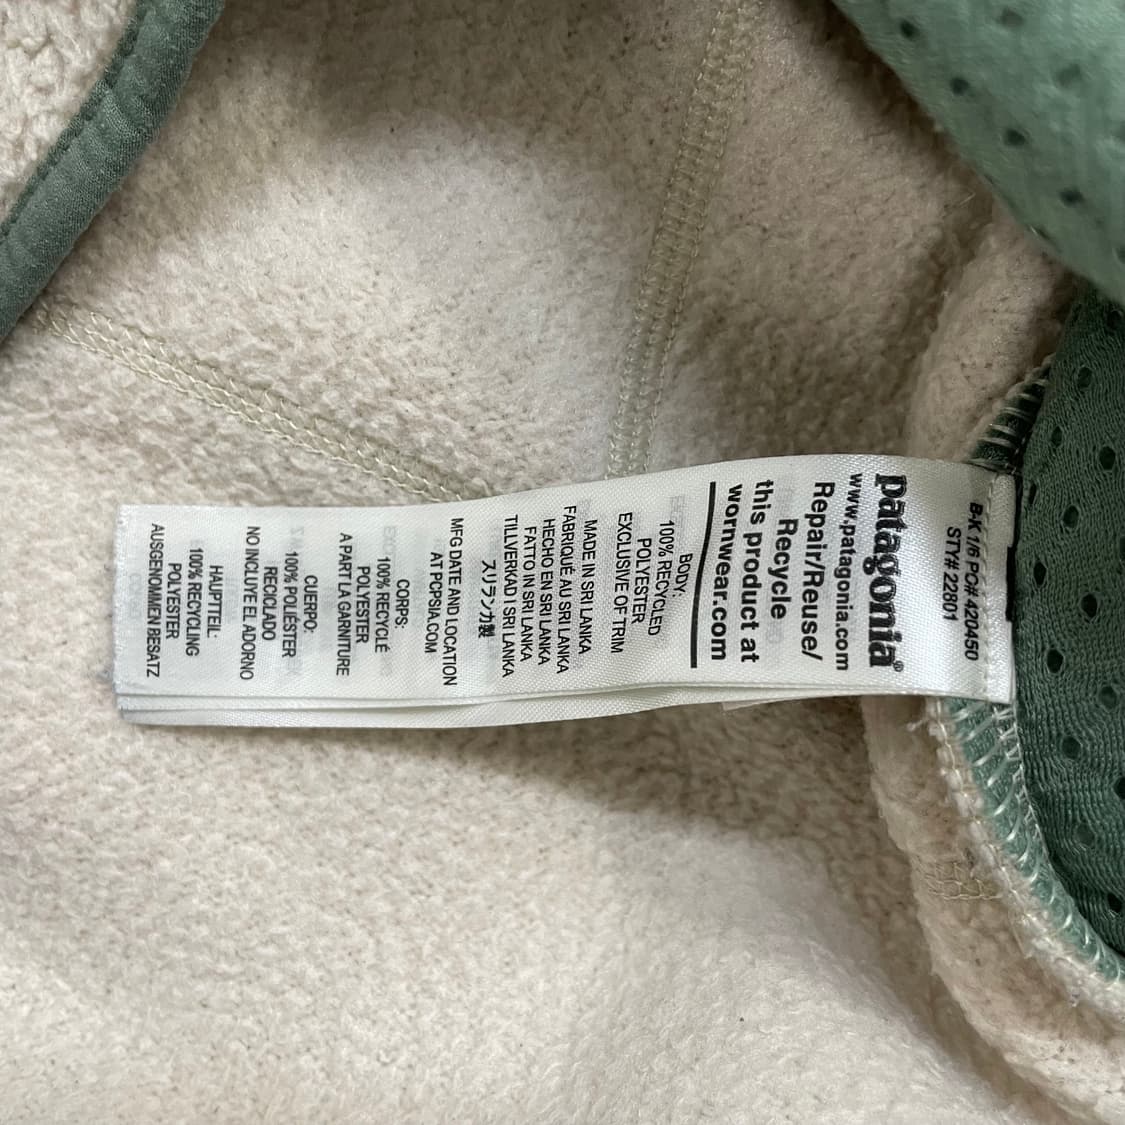 B-K 1/6 PO# 420450
STY# 22801
patagonia®
www.patagonia.com
Repair/Reuse/
Recycle
this product at
wornwear.com
BODY:
100% RECYCLED
POLYESTER
EXCLUSIVE OF TRIM
MADE IN SRI LANKA
FABRIQUÉ AU SRI LANKA
HECHO EN SRI LANKA
FATTO IN SRI LANKA
TILLVERKAD I SRI LANKA
スリランカ製
MFG DATE AND LOCATION
AT PCPSIA.COM
CORPS:
100% RECYCLÉ
POLYESTER
A PART LA GARNITURE
CUERPO:
100% POLIÉSTER
RECICLADO
NO INCLUYE EL ADORNO
HAUPTTEIL:
100% RECYCLING
POLYESTER
AUSGENOMMEN BESATZ